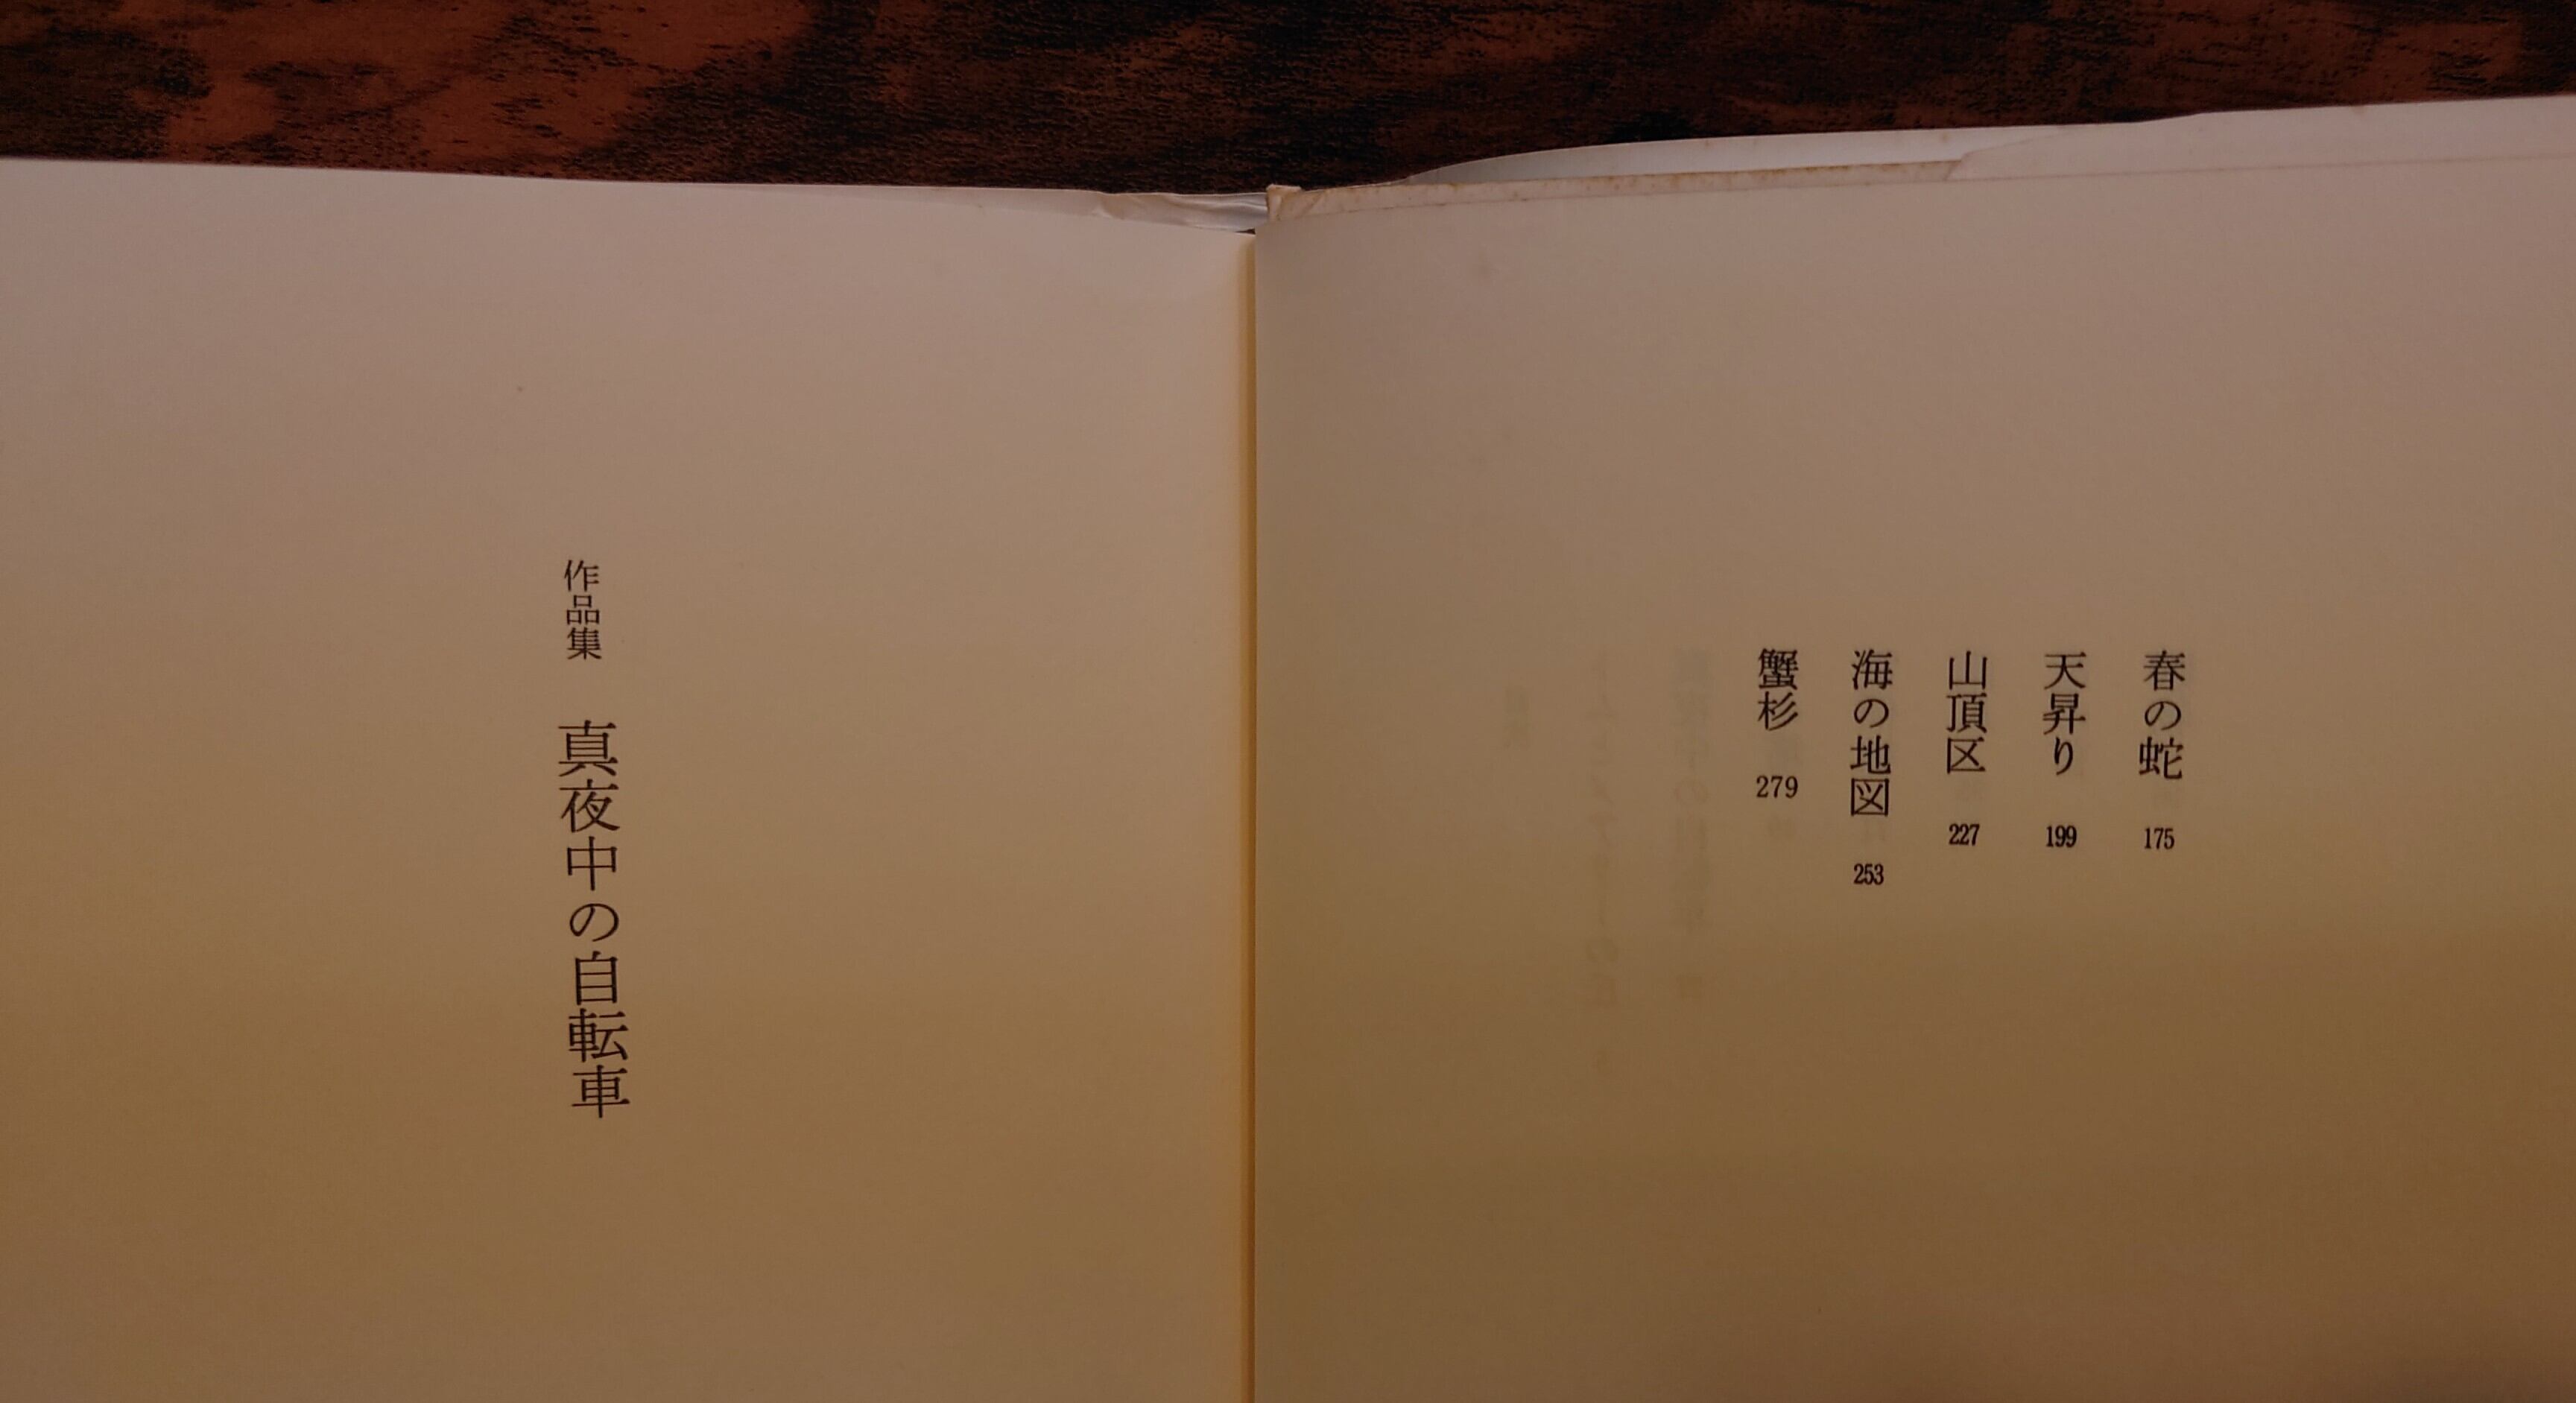 春の蛇 175
天昇り 199
山頂区 227
海の地図 253
蟹杉 279
作品集 真夜中の自転車